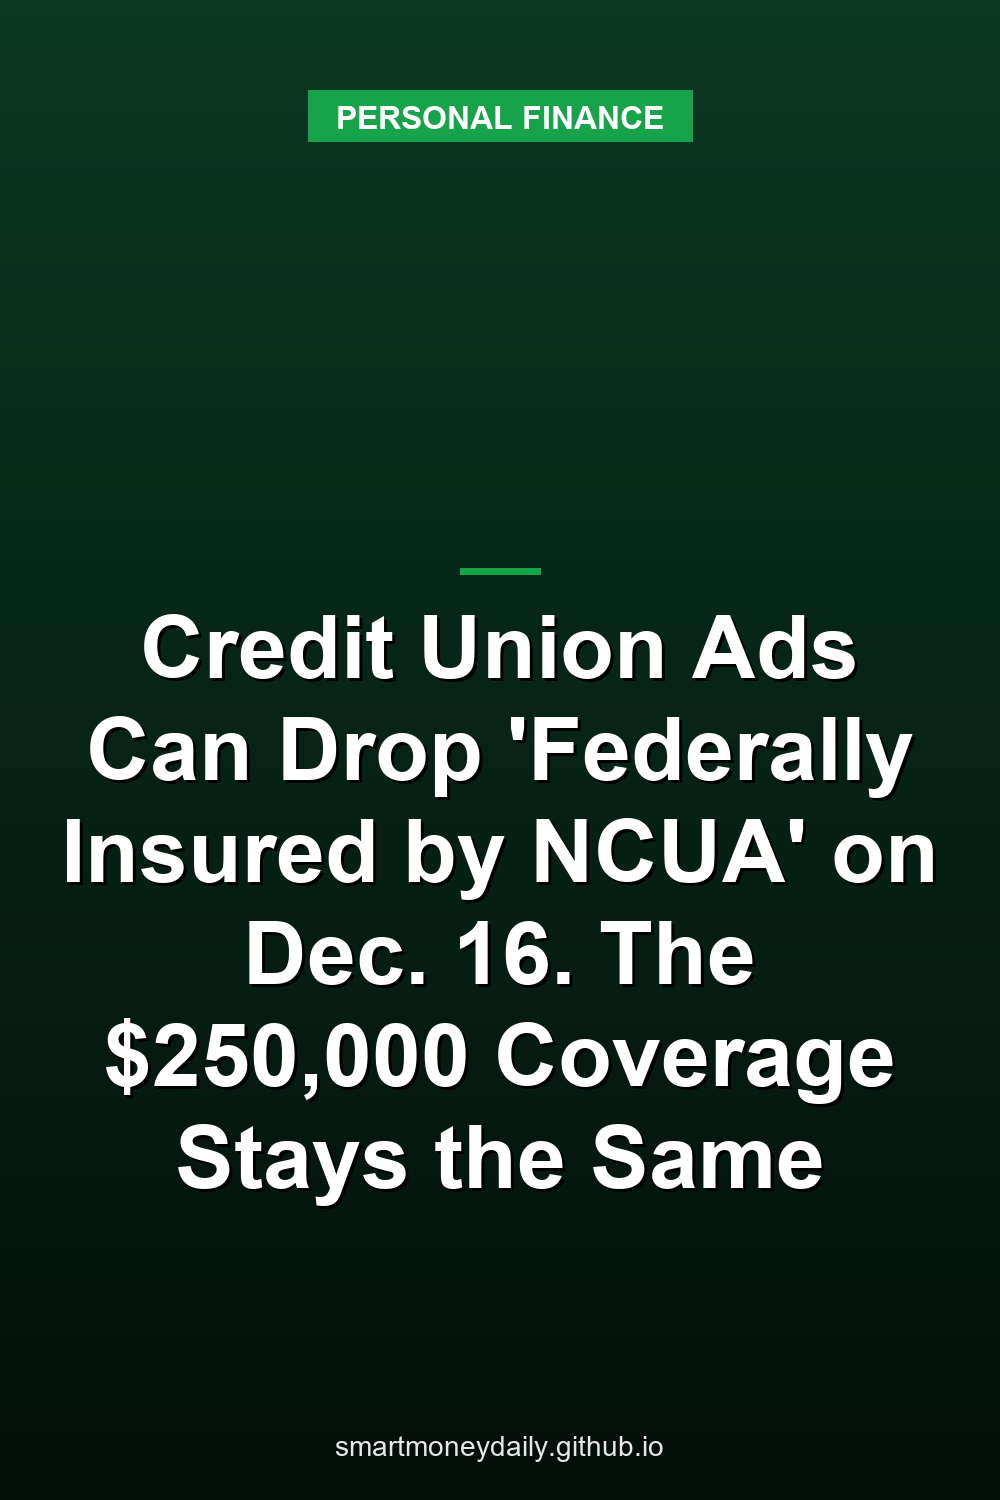 PERSONAL FINANCE
Credit Union Ads
Can Drop 'Federally
Insured by NCUA' on
Dec. 16. The
$250,000 Coverage
Stays the Same
smartmoneydaily.github.io